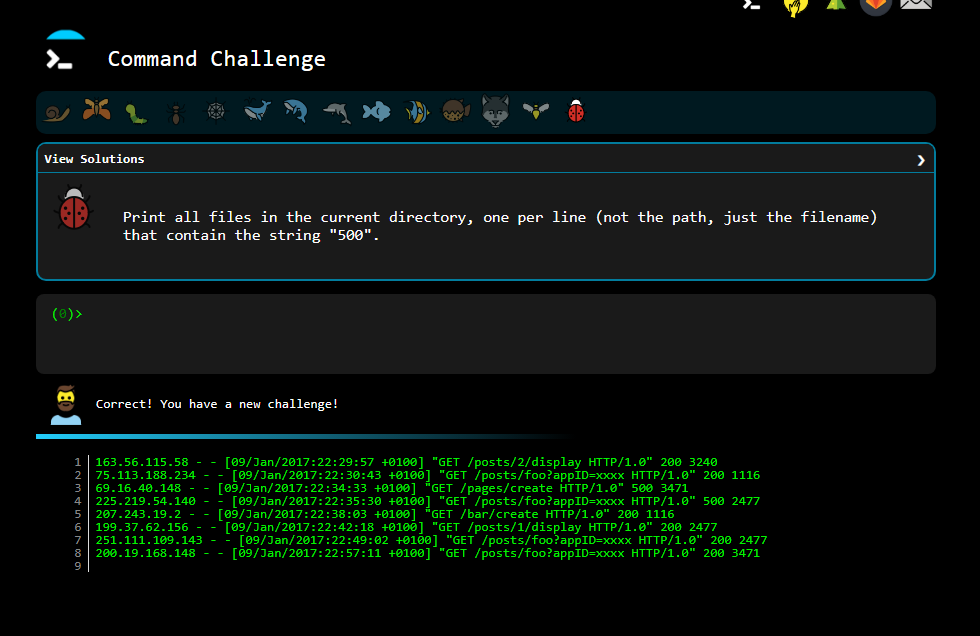 Command Challenge
View Solutions
Print all files in the current directory, one per line (not the path, just the filename)
that contain the string "500".
(0)>
Correct! You have a new challenge!
1 163.56.115.58 - - [09/Jan/2017:22:29:57 +0100] "GET /posts/2/display HTTP/1.0" 200 3240
2 75.113.188.234 - - [09/Jan/2017:22:30:43 +0100] "GET /posts/foo?appID=xxxx HTTP/1.0" 200 1116
3 69.16.40.148 - - [09/Jan/2017:22:34:33 +0100] "GET /pages/create HTTP/1.0" 500 3471
4 225.219.54.140 - - [09/Jan/2017:22:35:30 +0100] "GET /posts/foo?appID=xxxx HTTP/1.0" 500 2477
5 207.243.19.2 - - [09/Jan/2017:22:38:03 +0100] "GET /bar/create HTTP/1.0" 200 1116
6 199.37.62.156 - - [09/Jan/2017:22:42:18 +0100] "GET /posts/1/display HTTP/1.0" 200 2477
7 251.111.109.143 - - [09/Jan/2017:22:49:02 +0100] "GET /posts/foo?appID=xxxx HTTP/1.0" 200 2477
8 200.19.168.148 - - [09/Jan/2017:22:57:11 +0100] "GET /posts/foo?appID=xxxx HTTP/1.0" 200 3471
9